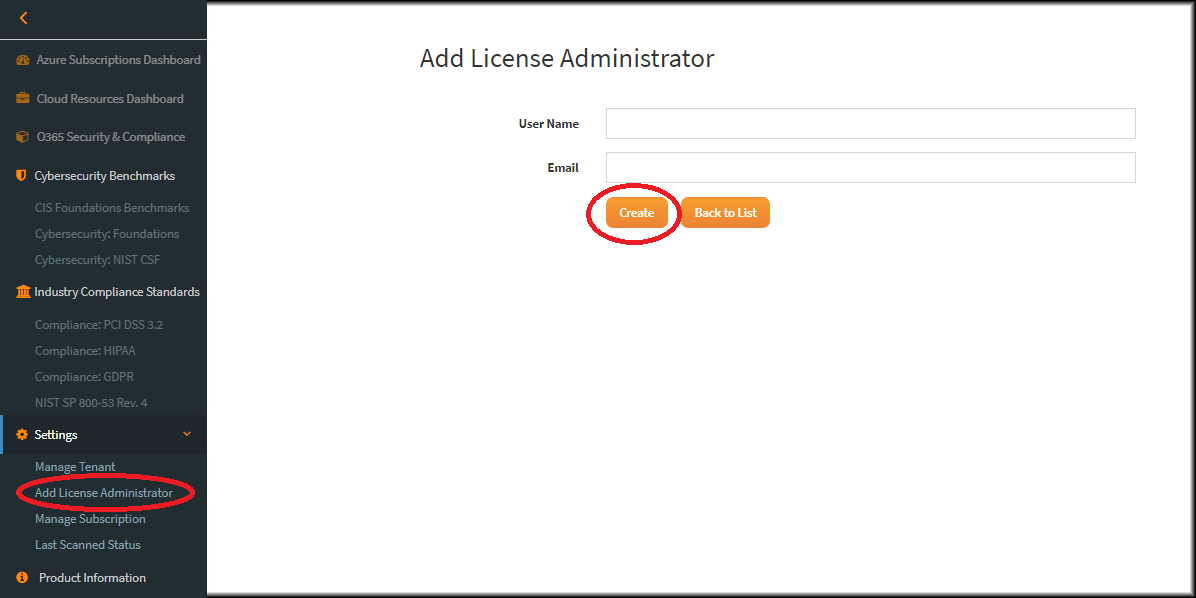 Azure Subscriptions Dashboard
Cloud Resources Dashboard
O365 Security & Compliance
Cybersecurity Benchmarks
CIS Foundations Benchmarks
Cybersecurity: Foundations
Cybersecurity: NIST CSF
Industry Compliance Standards
Compliance: PCI DSS 3.2
Compliance: HIPAA
Compliance: GDPR
NIST SP 800-53 Rev. 4
Settings
Manage Tenant
Add License Administrator
Manage Subscription
Last Scanned Status
Product Information
Add License Administrator
User Name
Email
Create Back to List